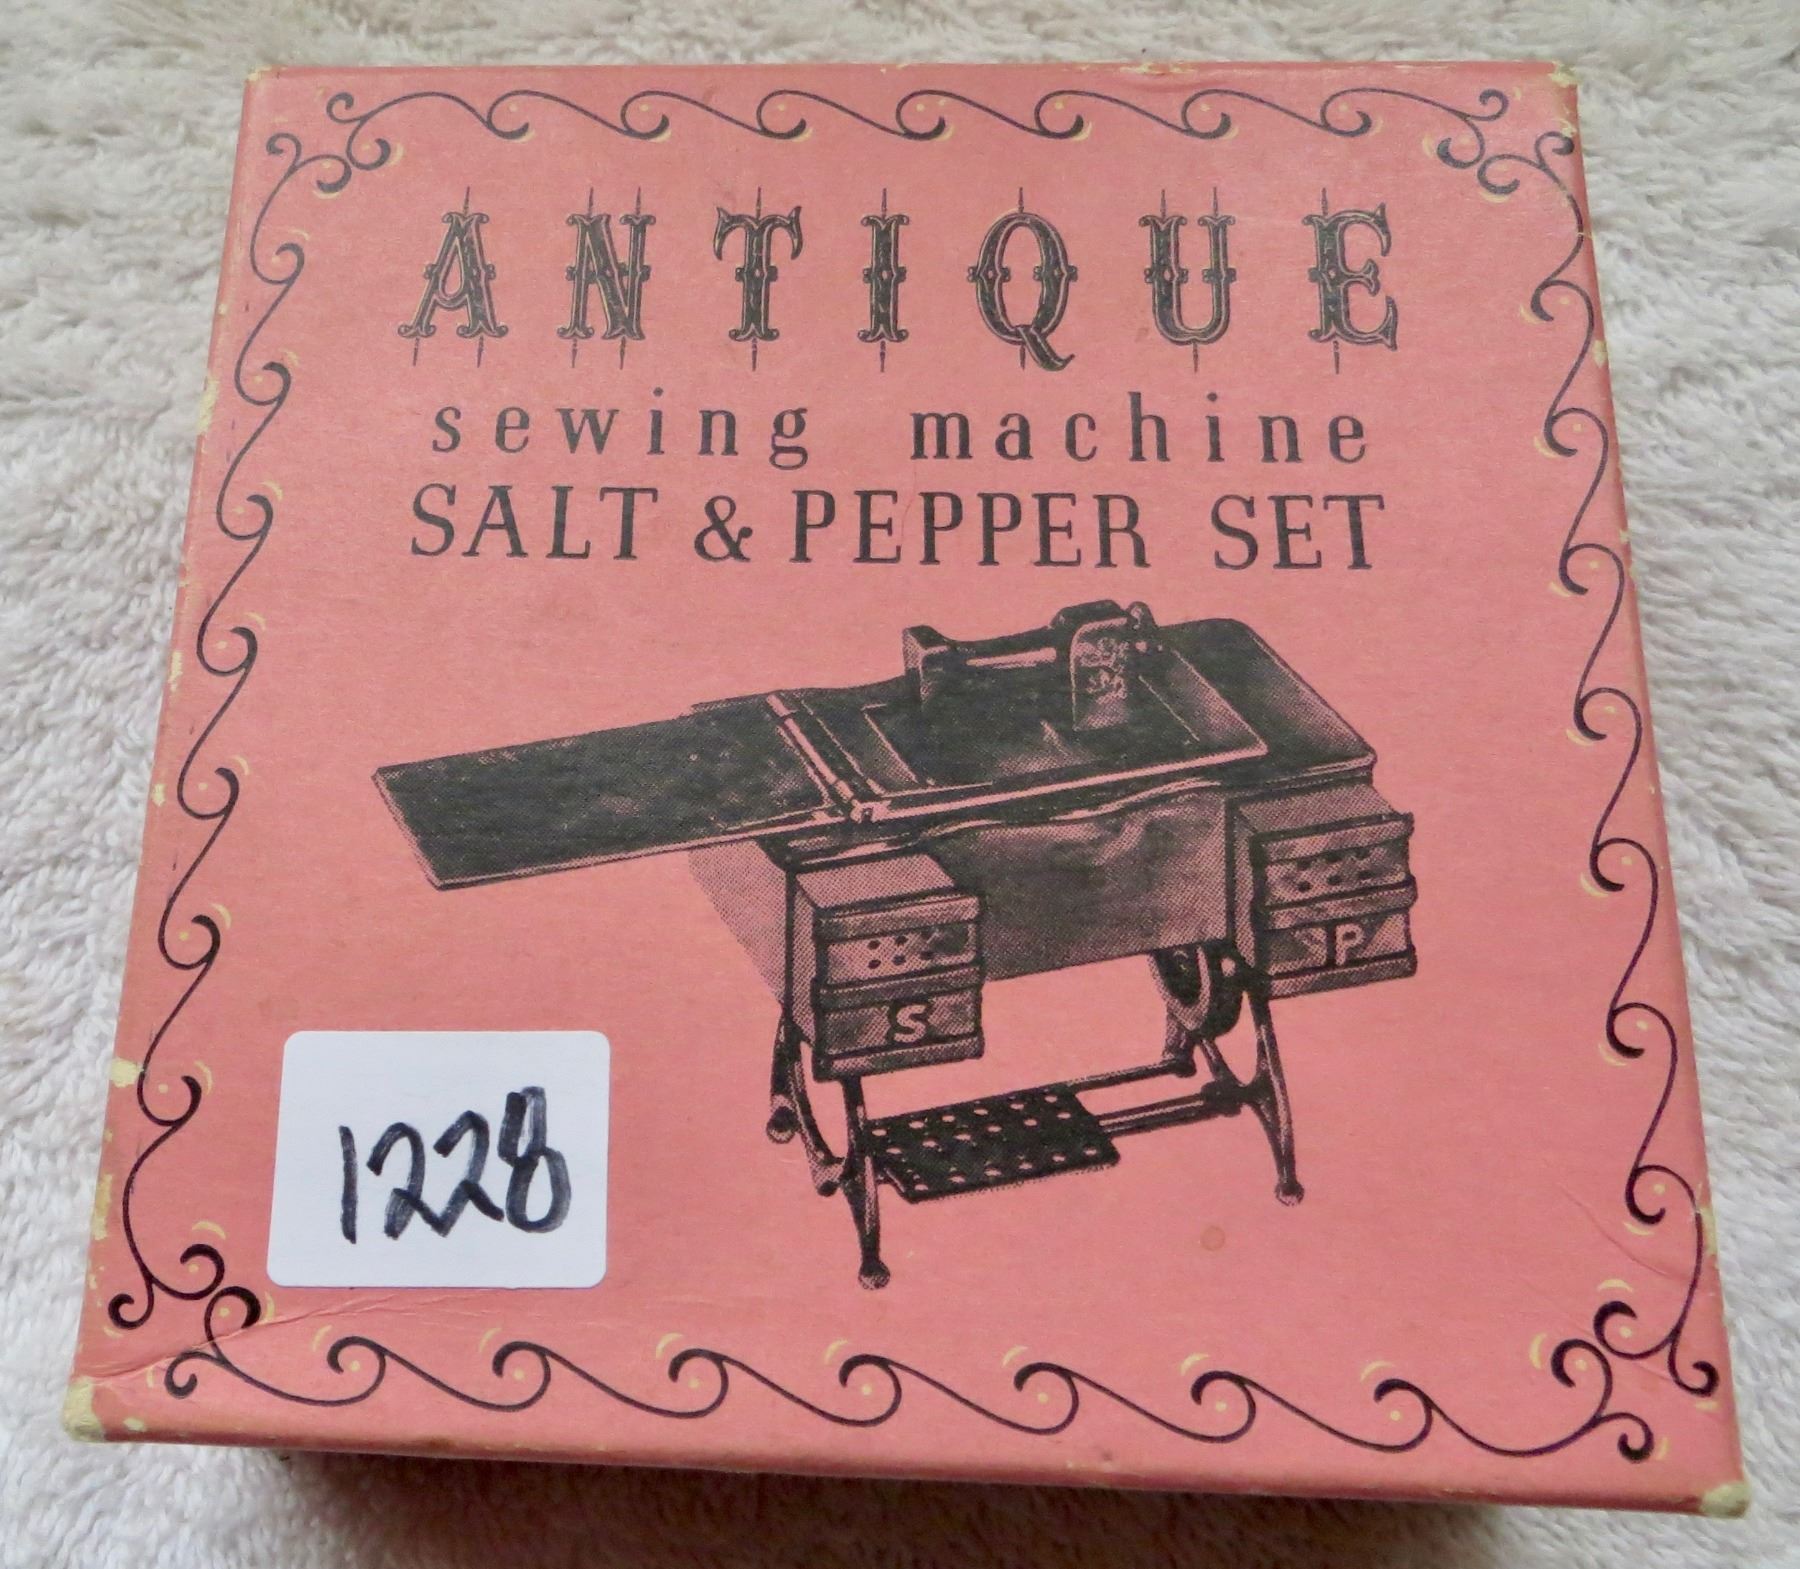 ANTIQUE
sewing machine
SALT & PEPPER SET
P
S
1228